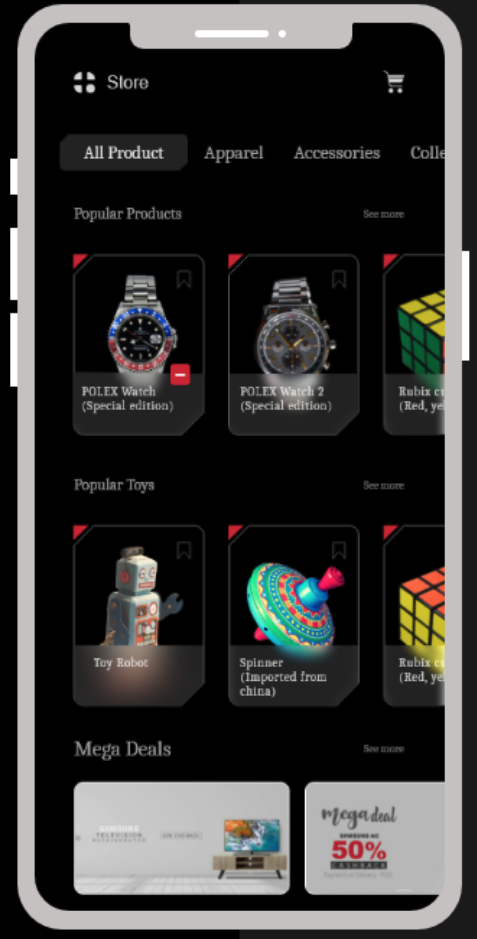 Store
All Product Apparel Accessories Colle
Popular Products See more
POLEX Watch
(Special edition)
POLEX Watch 2
(Special edition)
Rubix cu
(Red, ye
Popular Toys See more
Toy Robot
Spinner
(Imported from
china)
Rubix cu
(Red, ye
Mega Deals See more
SAMSUNG
TELEVISION
REFRIGERATOR
mega deal
SAMSUNG AC
50%
CASHBACK